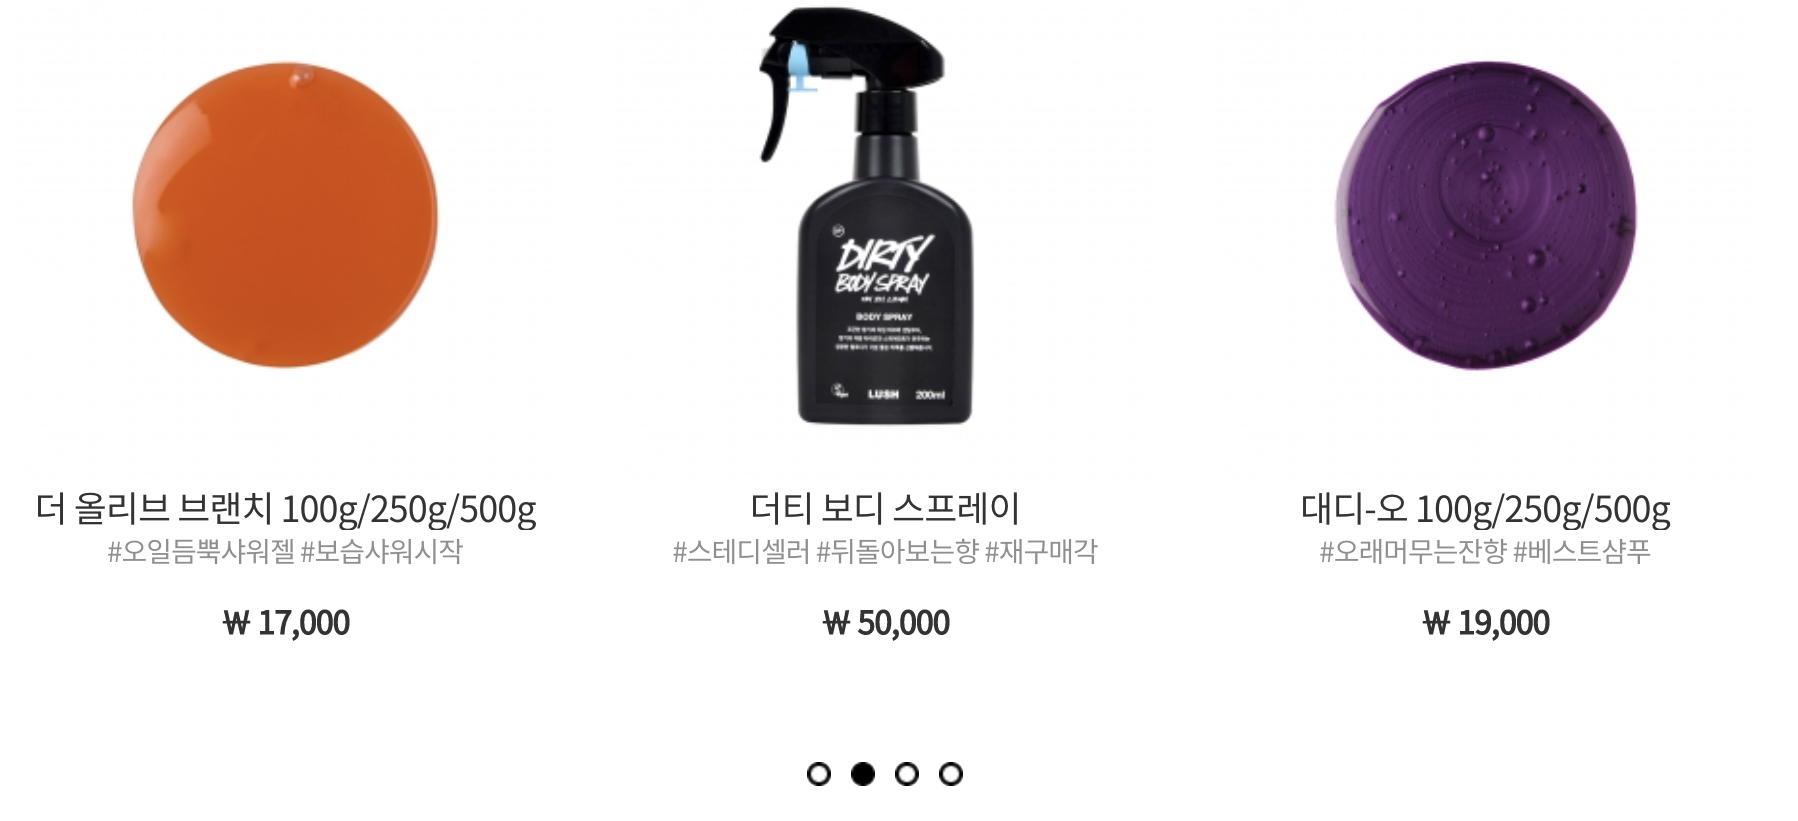 DIRTY
BODY SPRAY
BODY SPRAY
LUSH 200ml
더 올리브 브랜치 100g/250g/500g
#오일듬뿍샤워젤 #보습샤워시작
₩ 17,000
더티 보디 스프레이
#스테디셀러 #뒤돌아보는향 #재구매각
₩ 50,000
대디-오 100g/250g/500g
#오래머무는잔향 #베스트샴푸
₩ 19,000